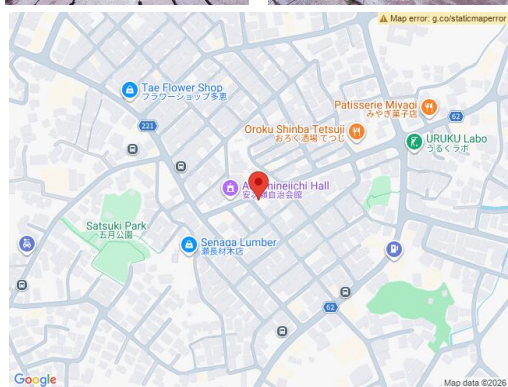 Map error: g.co/staticmaperror
Tae Flower Shop
フラワーショップ多恵
Patisserie Miyagi
みやぎ菓子店
62
221
Oroku Shinba Tetsuji
おろく酒場 てつじ
URUKU Labo
うるくラボ
Hall
Satsuki Park
五月公園
Senaga Lumber
瀬長材木店
62
Google
Map data ©2026